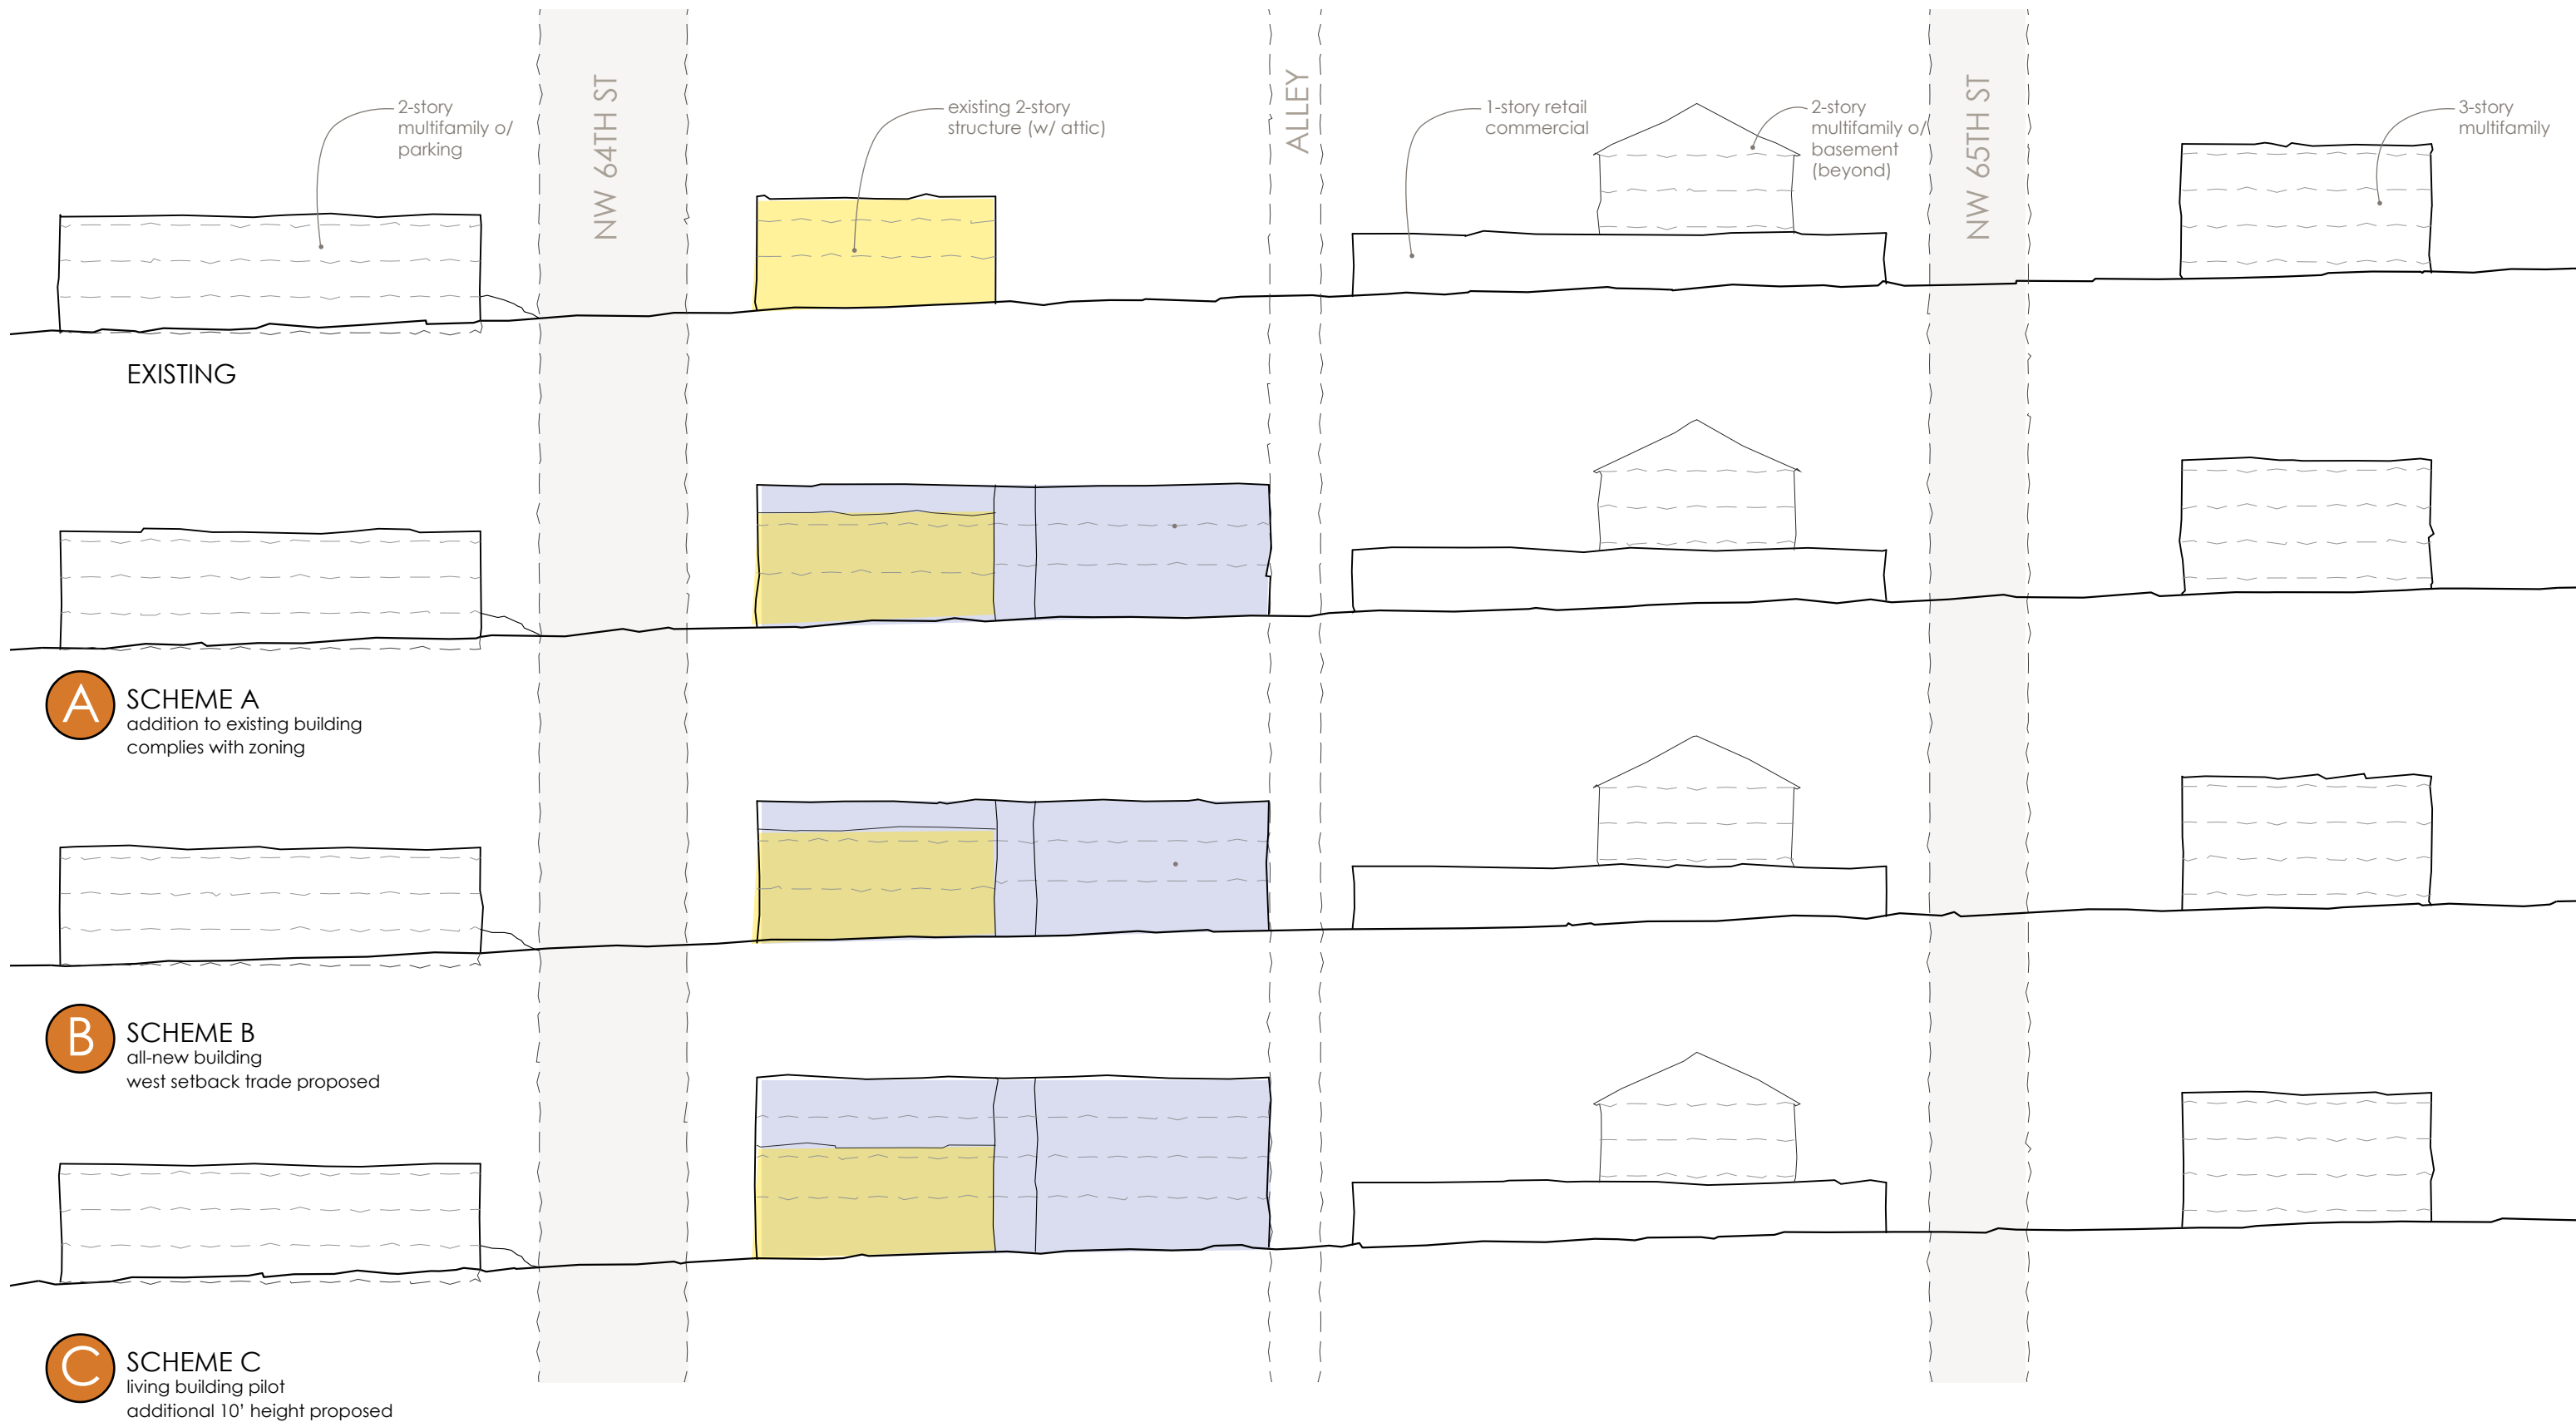 2-story
multifamily o/
parking
NW 64TH ST
existing 2-story
structure (w/ attic)
ALLEY
1-story retail
commercial
2-story
multifamily o/
basement
(beyond)
NW 65TH ST
3-story
multifamily
EXISTING
A
SCHEME A
addition to existing building
complies with zoning
B
SCHEME B
all-new building
west setback trade proposed
C
SCHEME C
living building pilot
additional 10' height proposed